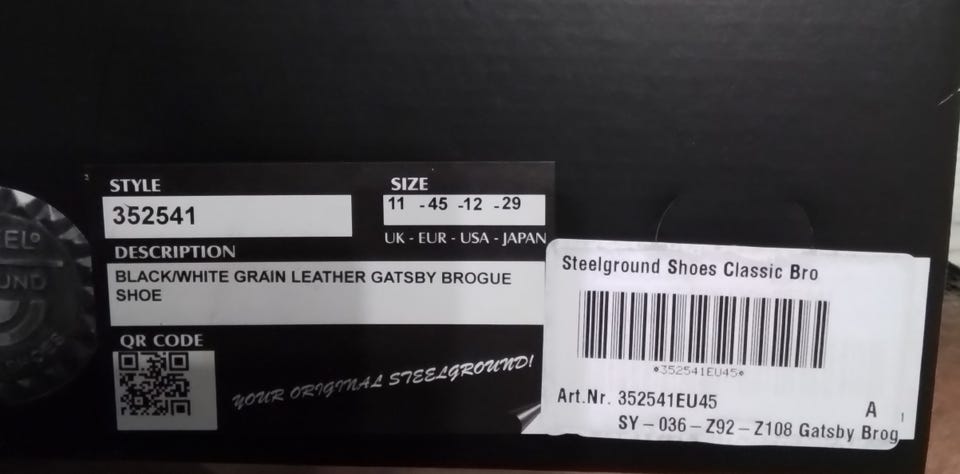 STYLE
352541
SIZE
11 - 45 -12 - 29
UK - EUR - USA - JAPAN
DESCRIPTION
BLACK/WHITE GRAIN LEATHER GATSBY BROGUE
SHOE
QR CODE
YOUR ORIGINAL STEELGROUND!
Steelground Shoes Classic Bro
*352541EU45*
Art.Nr. 352541EU45
A
1
SY – 036 – Z92 – Z108 Gatsby Brog